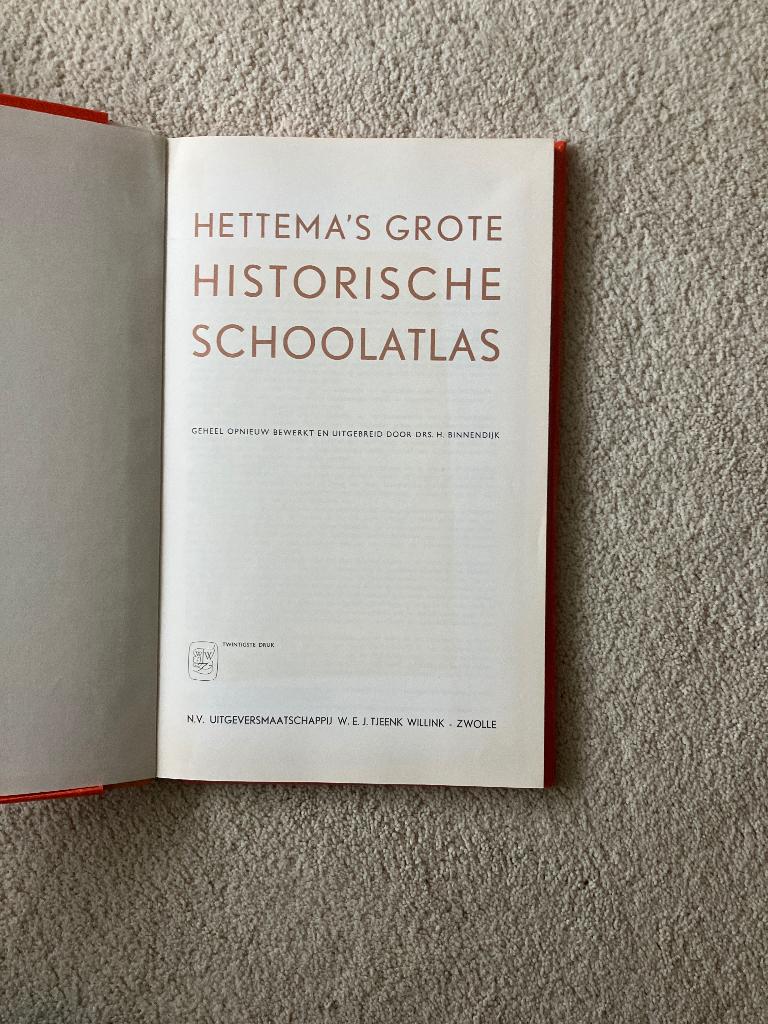 HETTEMA'S GROTE
HISTORISCHE
SCHOOLATLAS
GEHEEL OPNIEUW BEWERKT EN UITGEBREID DOOR DRS. H. BINNENDIJK
TWINTIGSTE DRUK
N.V. UITGEVERSMAATSCHAPPIJ W. E. J. TJEENK WILLINK - ZWOLLE